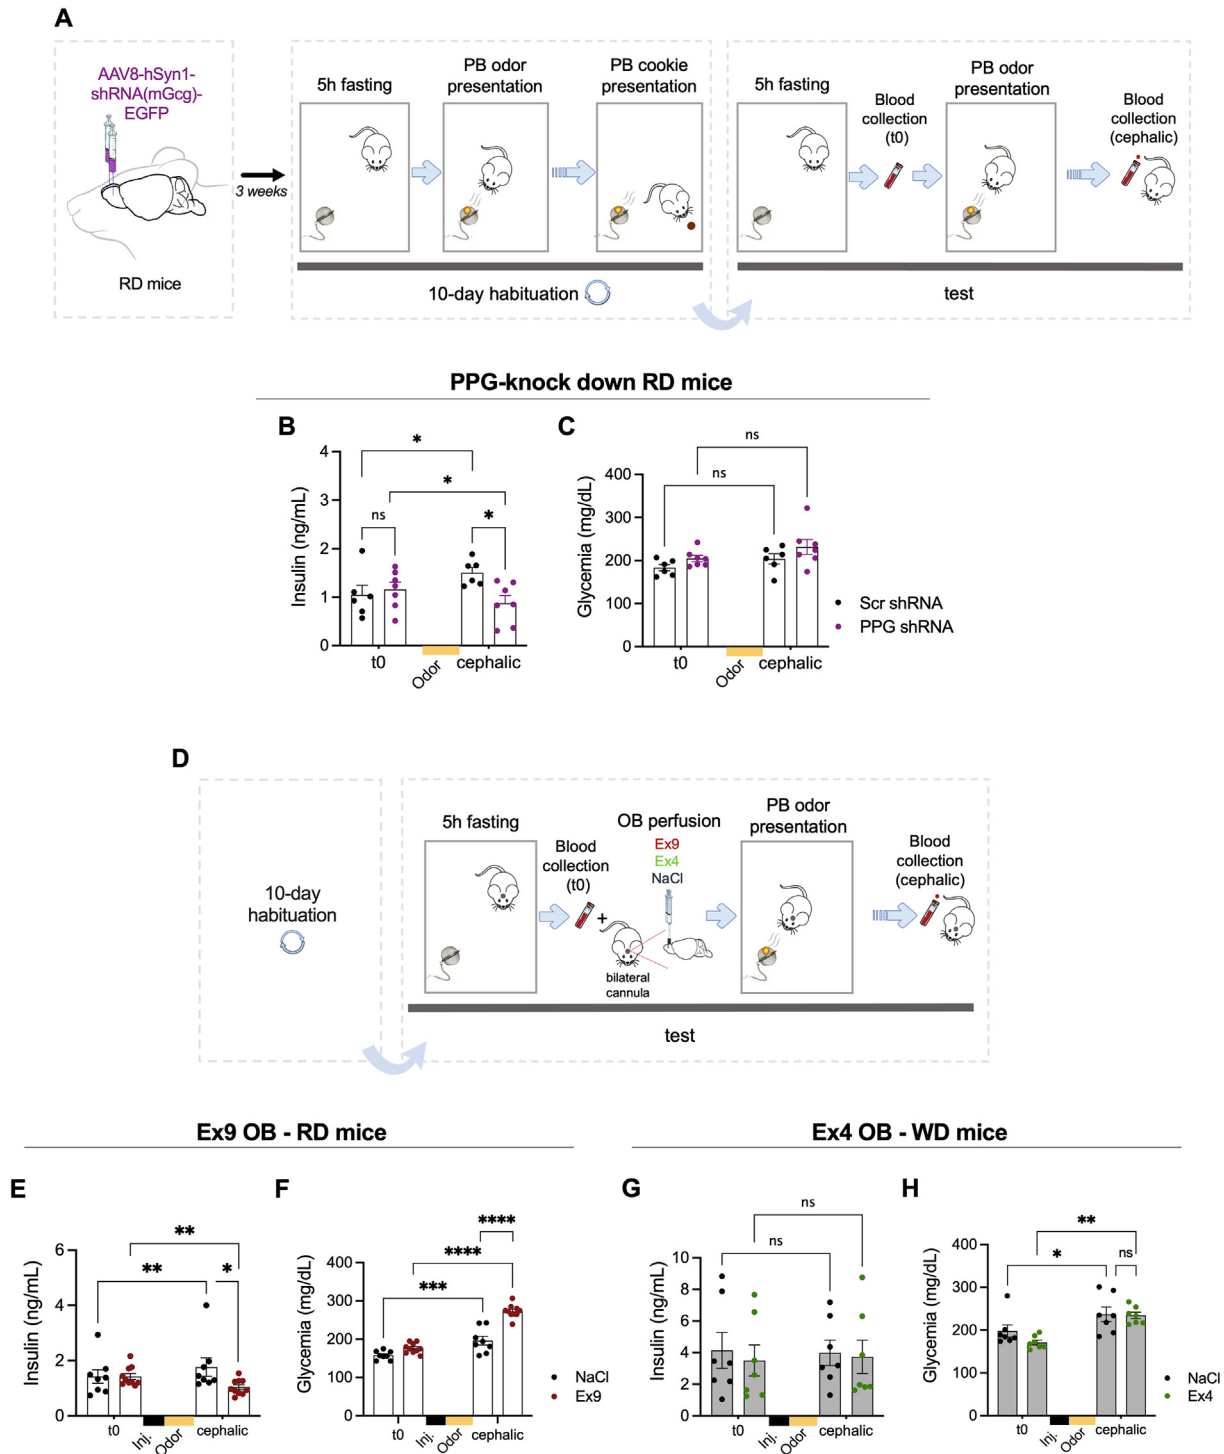 A
AAV8-hSyn1-
shRNA(mGcg)-
EGFP
RD mice
3 weeks
5h fasting
PB odor
presentation
PB cookie
presentation
10-day habituation
5h fasting
Blood
collection
(t0)
PB odor
presentation
Blood
collection
(cephalic)
test
PPG-knock down RD mice
B
Insulin (ng/mL)
4
3
2
1
0
*
*
ns
*
t0
Odor
cephalic
C
Glycemia (mg/dL)
400
300
200
100
0
ns
ns
t0
Odor
cephalic
Scr shRNA
PPG shRNA
D
10-day
habituation
5h fasting
Blood
collection
(t0)
+
OB perfusion
Ex9
Ex4
NaCl
bilateral
cannula
PB odor
presentation
Blood
collection
(cephalic)
test
Ex9 OB - RD mice
E
Insulin (ng/mL)
6
4
2
0
**
**
*
t0
Inj.
Odor
cephalic
F
Glycemia (mg/dL)
400
300
200
100
0
****
****
***
t0
Inj.
Odor
cephalic
NaCl
Ex9
Ex4 OB - WD mice
G
Insulin (ng/mL)
10
8
6
4
2
0
ns
ns
t0
Inj.
Odor
cephalic
H
Glycemia (mg/dL)
400
300
200
100
0
**
*
ns
t0
Inj.
Odor
cephalic
NaCl
Ex4